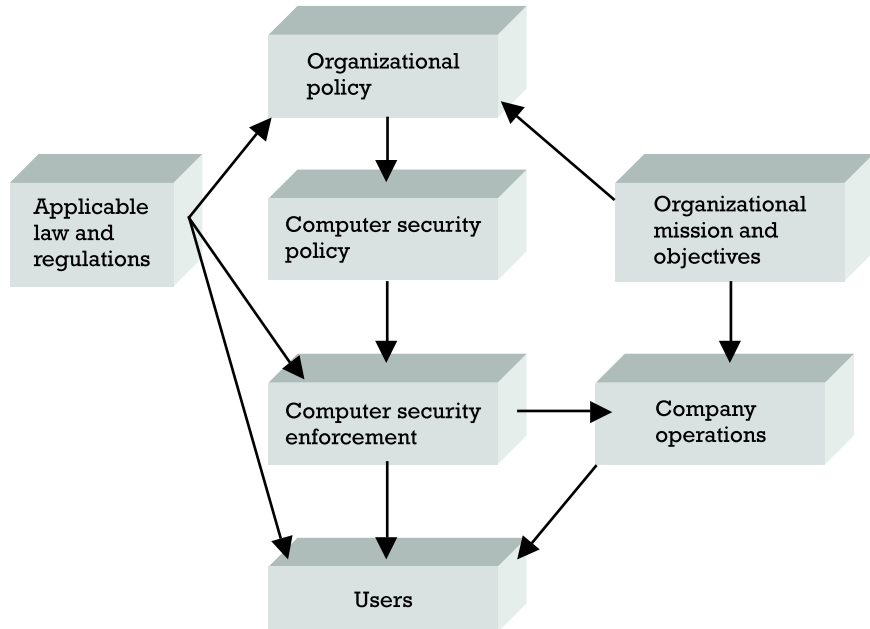 Organizational
policy
Applicable
law and
regulations
Computer security
policy
Organizational
mission and
objectives
Computer security
enforcement
Company
operations
Users